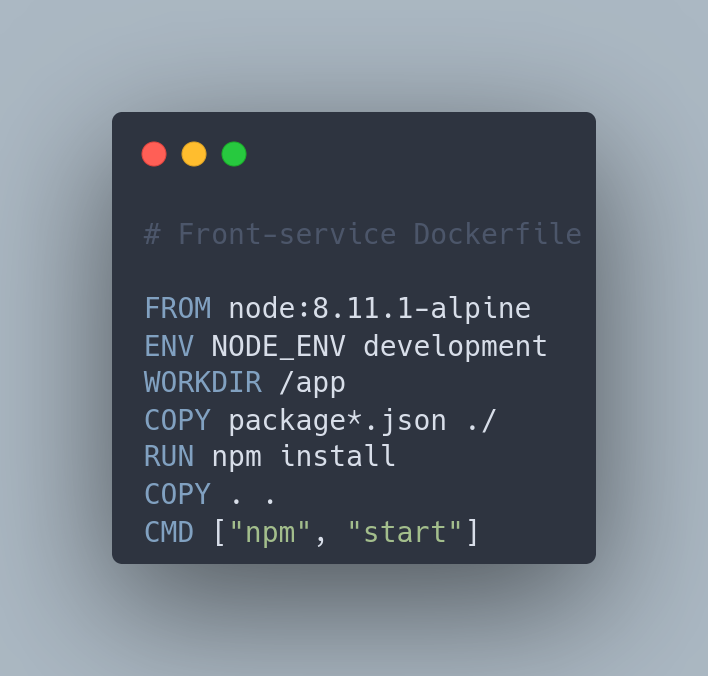 # Front-service Dockerfile
FROM node:8.11.1-alpine
ENV NODE_ENV development
WORKDIR /app
COPY package*.json ./
RUN npm install
COPY . .
CMD ["npm", "start"]